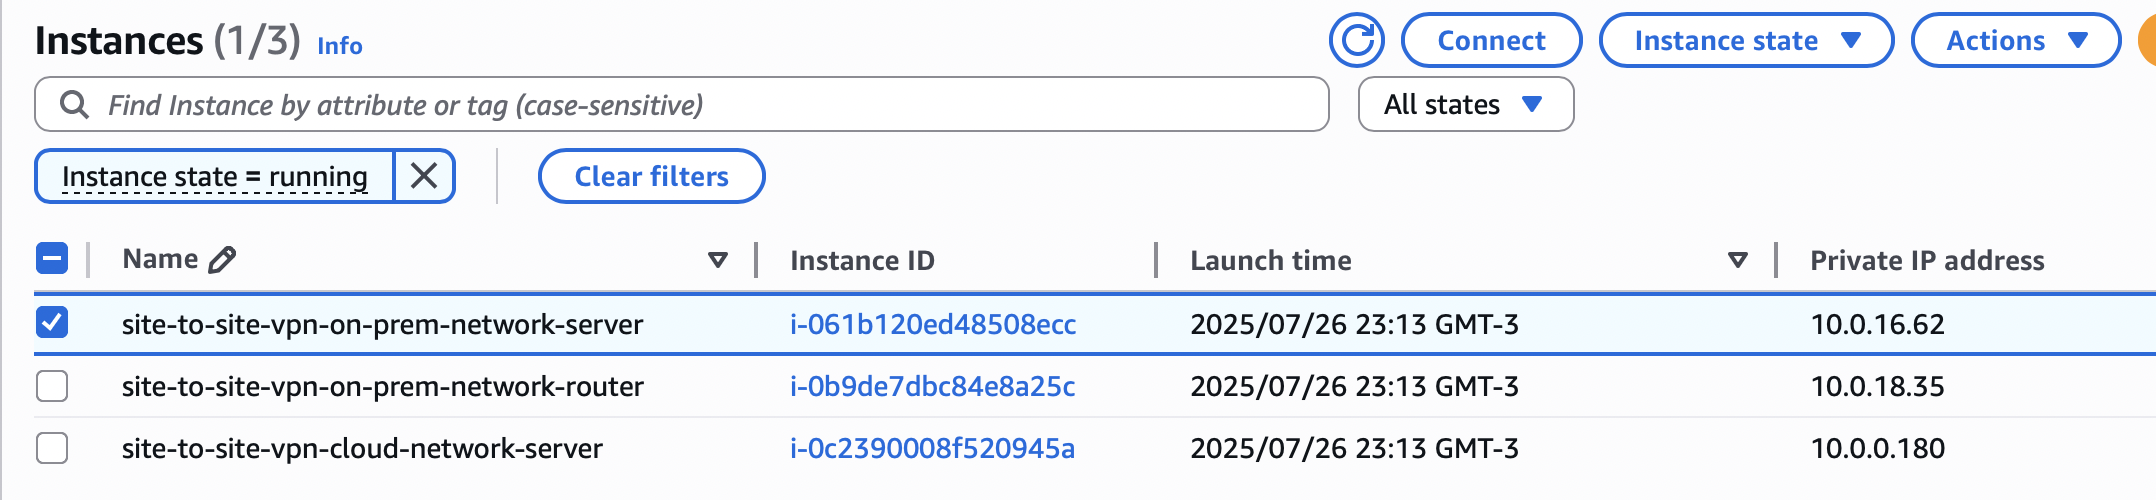 Instances (1/3) Info Connect Instance state Actions
Find Instance by attribute or tag (case-sensitive) All states
Instance state = running Clear filters
Name Instance ID Launch time Private IP address
site-to-site-vpn-on-prem-network-server i-061b120ed48508ecc 2025/07/26 23:13 GMT-3 10.0.16.62
site-to-site-vpn-on-prem-network-router i-0b9de7dbc84e8a25c 2025/07/26 23:13 GMT-3 10.0.18.35
site-to-site-vpn-cloud-network-server i-0c2390008f520945a 2025/07/26 23:13 GMT-3 10.0.0.180